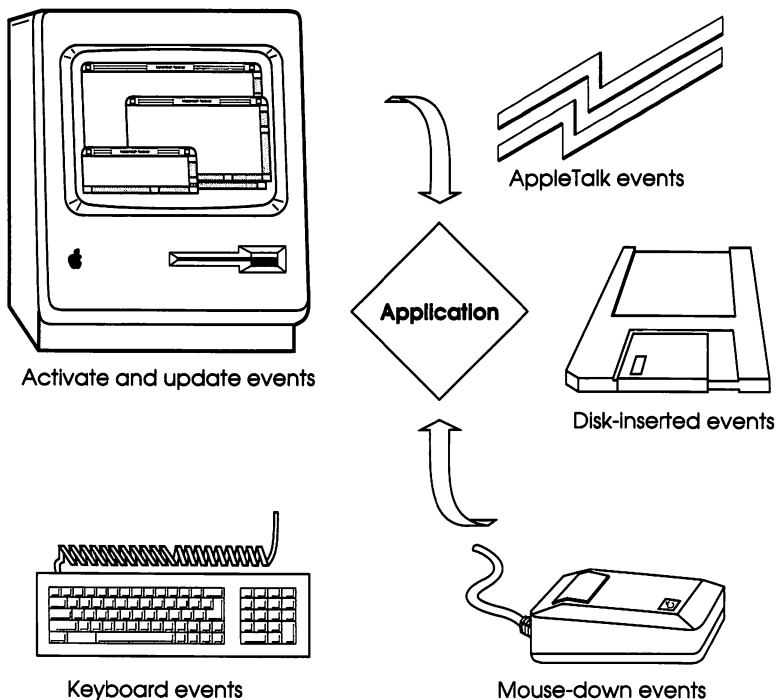 AppleTalk events
Application
Activate and update events
Disk-inserted events
Keyboard events
Mouse-down events